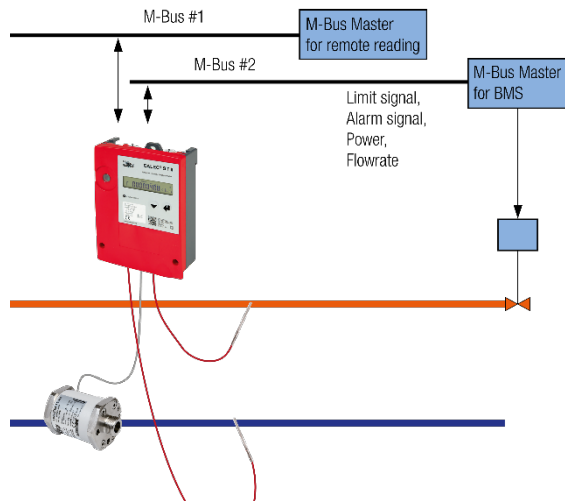 M-Bus #1
M-Bus Master
for remote reading
M-Bus #2
M-Bus Master
for BMS
Limit signal,
Alarm signal,
Power,
Flowrate